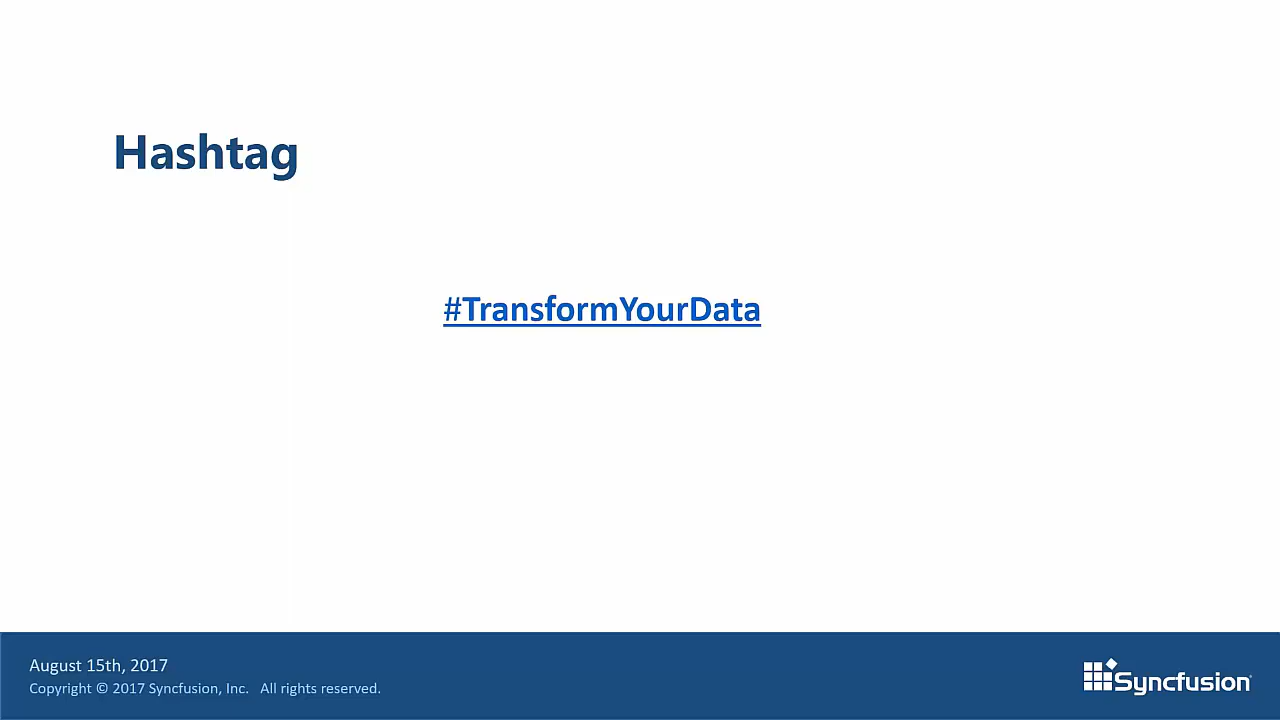 Hashtag
#TransformYourData
August 15th, 2017
Copyright © 2017 Syncfusion, Inc.   All rights reserved.
Syncfusion